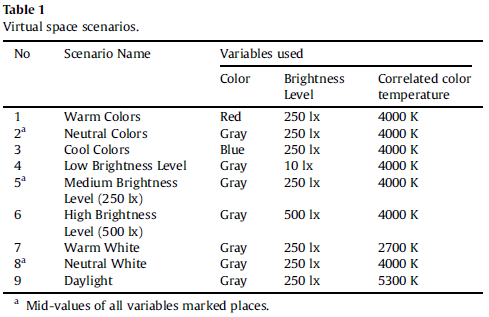 Table 1
Virtual space scenarios.
No Scenario Name Variables used
Color Brightness Level Correlated color temperature
1 Warm Colors Red 250 lx 4000 K
2a Neutral Colors Gray 250 lx 4000 K
3 Cool Colors Blue 250 lx 4000 K
4 Low Brightness Level Gray 10 lx 4000 K
5a Medium Brightness Gray 250 lx 4000 K
Level (250 lx)
6 High Brightness Gray 500 lx 4000 K
Level (500 lx)
7 Warm White Gray 250 lx 2700 K
8a Neutral White Gray 250 lx 4000 K
9 Daylight Gray 250 lx 5300 K
a Mid-values of all variables marked places.